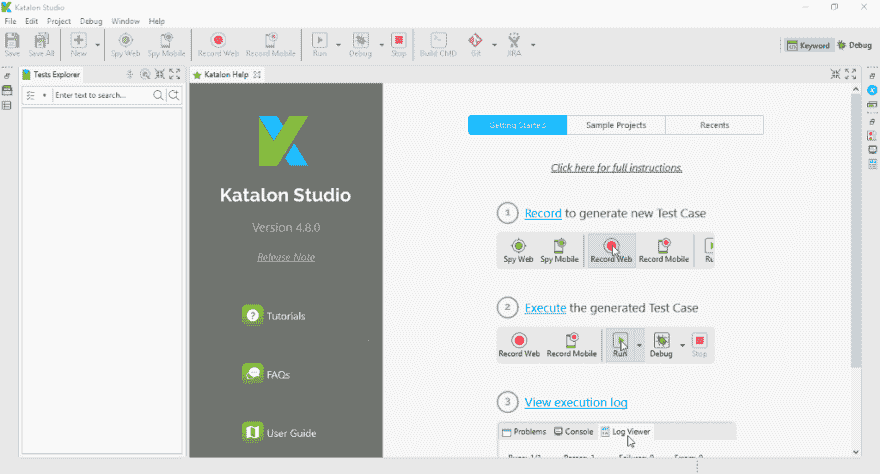 Katalon Studio
File Edit Project Debug Window Help
Save Save All New Spy Web Spy Mobile Record Web Record Mobile Run Debug Stop Build CMD Git JIRA Keyword Debug
Tests Explorer
Katalon Help
Enter text to search...
Getting Started Sample Projects Recents
Click here for full instructions.
Katalon Studio
Version 4.8.0
Release Note
Tutorials
FAQs
User Guide
1 Record to generate new Test Case
Spy Web Spy Mobile Record Web Record Mobile Ru
2 Execute the generated Test Case
Record Web Record Mobile Run Debug Stop
3 View execution log
Problems Console Log Viewer